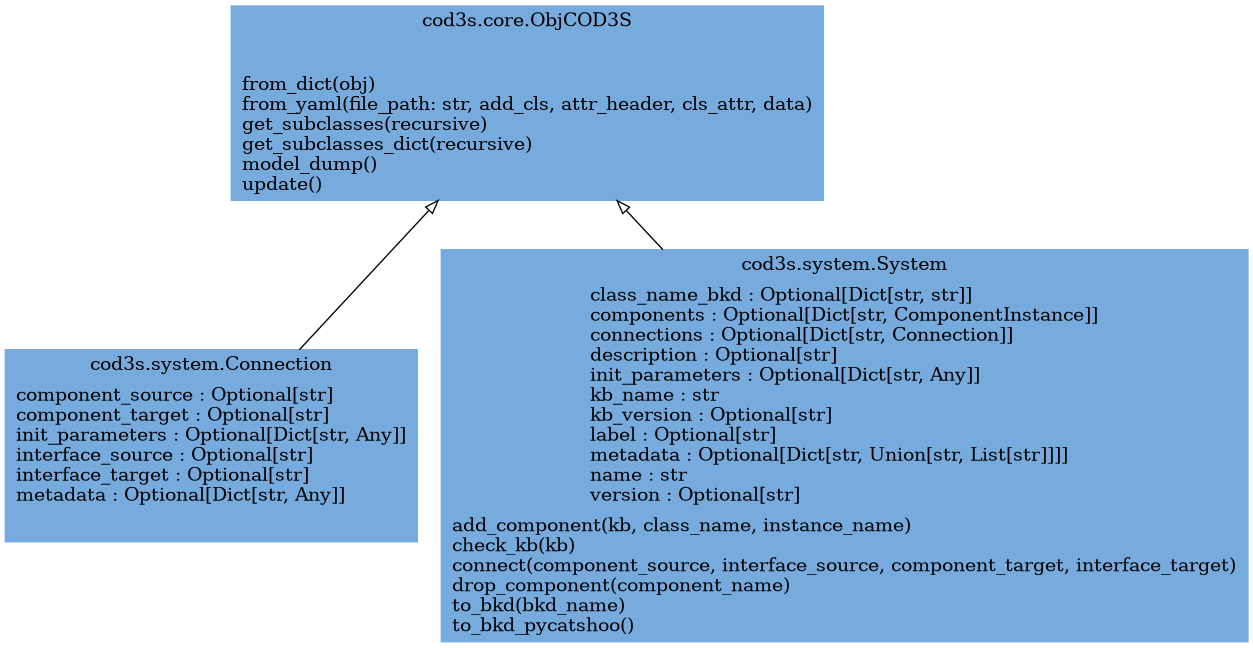 cod3s.core.ObjCOD3S
from_dict(obj)
from_yaml(file_path: str, add_cls, attr_header, cls_attr, data)
get_subclasses(recursive)
get_subclasses_dict(recursive)
model_dump()
update()
cod3s.system.Connection
component_source : Optional[str]
component_target : Optional[str]
init_parameters : Optional[Dict[str, Any]]
interface_source : Optional[str]
interface_target : Optional[str]
metadata : Optional[Dict[str, Any]]
cod3s.system.System
class_name_bkd : Optional[Dict[str, str]]
components : Optional[Dict[str, ComponentInstance]]
connections : Optional[Dict[str, Connection]]
description : Optional[str]
init_parameters : Optional[Dict[str, Any]]
kb_name : str
kb_version : Optional[str]
label : Optional[str]
metadata : Optional[Dict[str, Union[str, List[str]]]]
name : str
version : Optional[str]
add_component(kb, class_name, instance_name)
check_kb(kb)
connect(component_source, interface_source, component_target, interface_target)
drop_component(component_name)
to_bkd(bkd_name)
to_bkd_pycatshoo()